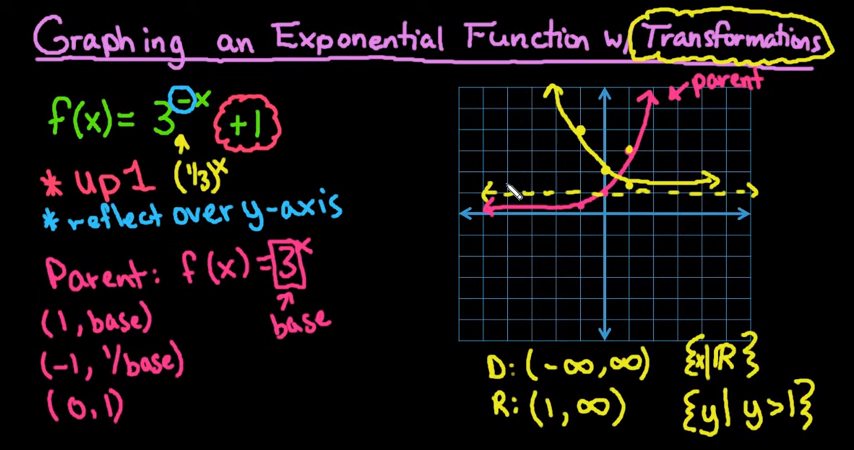 Graphing an Exponential Function w/ Transformations
parent
f(x) = 3^-x +1
* up 1 (1/3)^x
* reflect over y-axis
Parent: f(x) = 3^x
base
(1, base)
(-1, 1/base)
(0,1)
D: (-∞,∞) {x|ℝ}
R: (1, ∞) {y| y>1}